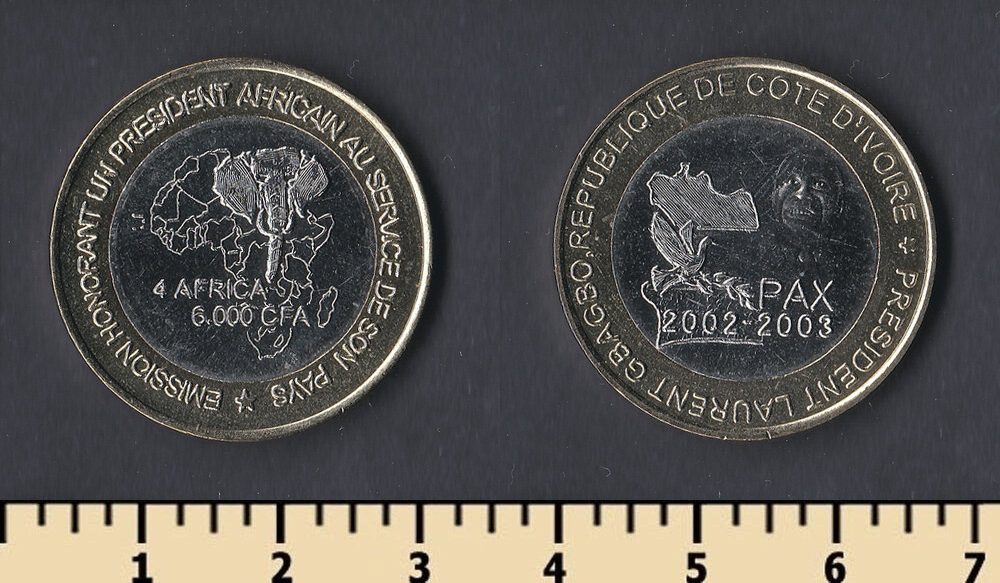 EMISSION HONORANT UN PRESIDENT AFRICAIN AU SERVICE DE SON PAYS
4 AFRICA
6.000 CFA
PRESIDENT LAURENT GBAGBO.REPUBLIQUE DE COTE D'IVOIRE
PAX
2002-2003
1 2 3 4 5 6 7